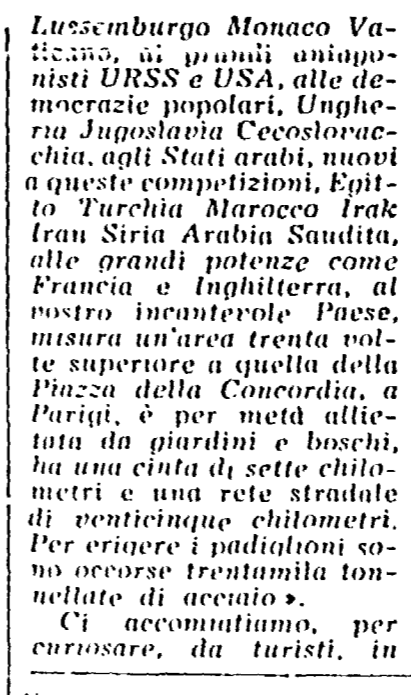 Lussemburgo Monaco Va-
ticano, ai grandi antago-
nisti URSS e USA, alle de-
mocrazie popolari, Unghe-
ria Jugoslavia Cecoslovac-
chia, agli Stati arabi, nuovi
a queste competizioni, Egit-
to Turchia Marocco Irak
Iran Siria Arabia Saudita,
alle grandi potenze come
Francia e Inghilterra, al
nostro incantevole Paese,
misura un'area trenta vol-
te superiore a quella della
Piazza della Concordia, a
Parigi, è per metà allie-
tata da giardini e boschi,
ha una cinta di sette chilo-
metri e una rete stradale
di venticinque chilometri.
Per erigere i padiglioni so-
no occorse trentamila ton-
nellate di acciaio ».
Ci accomiatiamo, per
curiosare, da turisti, in